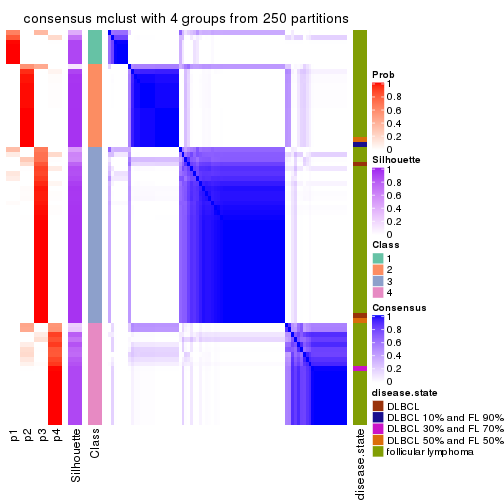 consensus mclust with 4 groups from 250 partitions
Prob
1
0.8
0.6
0.4
0.2
0
Silhouette
1
0.8
0.6
0.4
0.2
0
Class
1
2
3
4
Consensus
1
0.8
0.6
0.4
0.2
0
disease.state
DLBCL
DLBCL 10% and FL 90%
DLBCL 30% and FL 70%
DLBCL 50% and FL 50%
follicular lymphoma
p1
p2
p3
p4
Silhouette
Class
disease.state